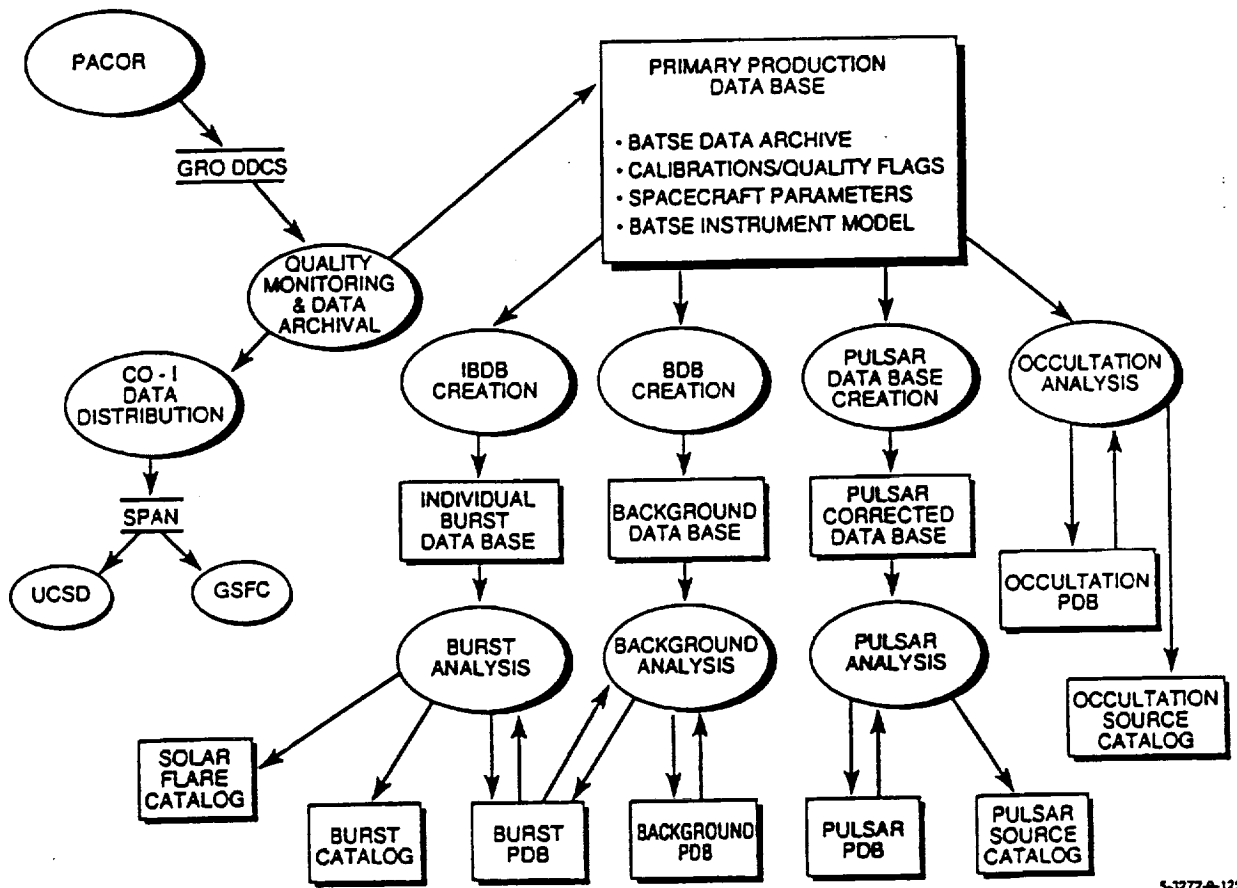 PACOR
GRO DDCS
QUALITY
MONITORING
& DATA
ARCHIVAL
CO - I
DATA
DISTRIBUTION
SPAN
UCSD
GSFC
PRIMARY PRODUCTION
DATA BASE
• BATSE DATA ARCHIVE
• CALIBRATIONS/QUALITY FLAGS
• SPACECRAFT PARAMETERS
• BATSE INSTRUMENT MODEL
IBDB
CREATION
BDB
CREATION
PULSAR
DATA BASE
CREATION
OCCULTATION
ANALYSIS
INDIVIDUAL
BURST
DATA BASE
BACKGROUND
DATA BASE
PULSAR
CORRECTED
DATA BASE
OCCULTATION
PDB
BURST
ANALYSIS
BACKGROUND
ANALYSIS
PULSAR
ANALYSIS
OCCULTATION
SOURCE
CATALOG
SOLAR
FLARE
CATALOG
BURST
CATALOG
BURST
PDB
BACKGROUND
PDB
PULSAR
PDB
PULSAR
SOURCE
CATALOG